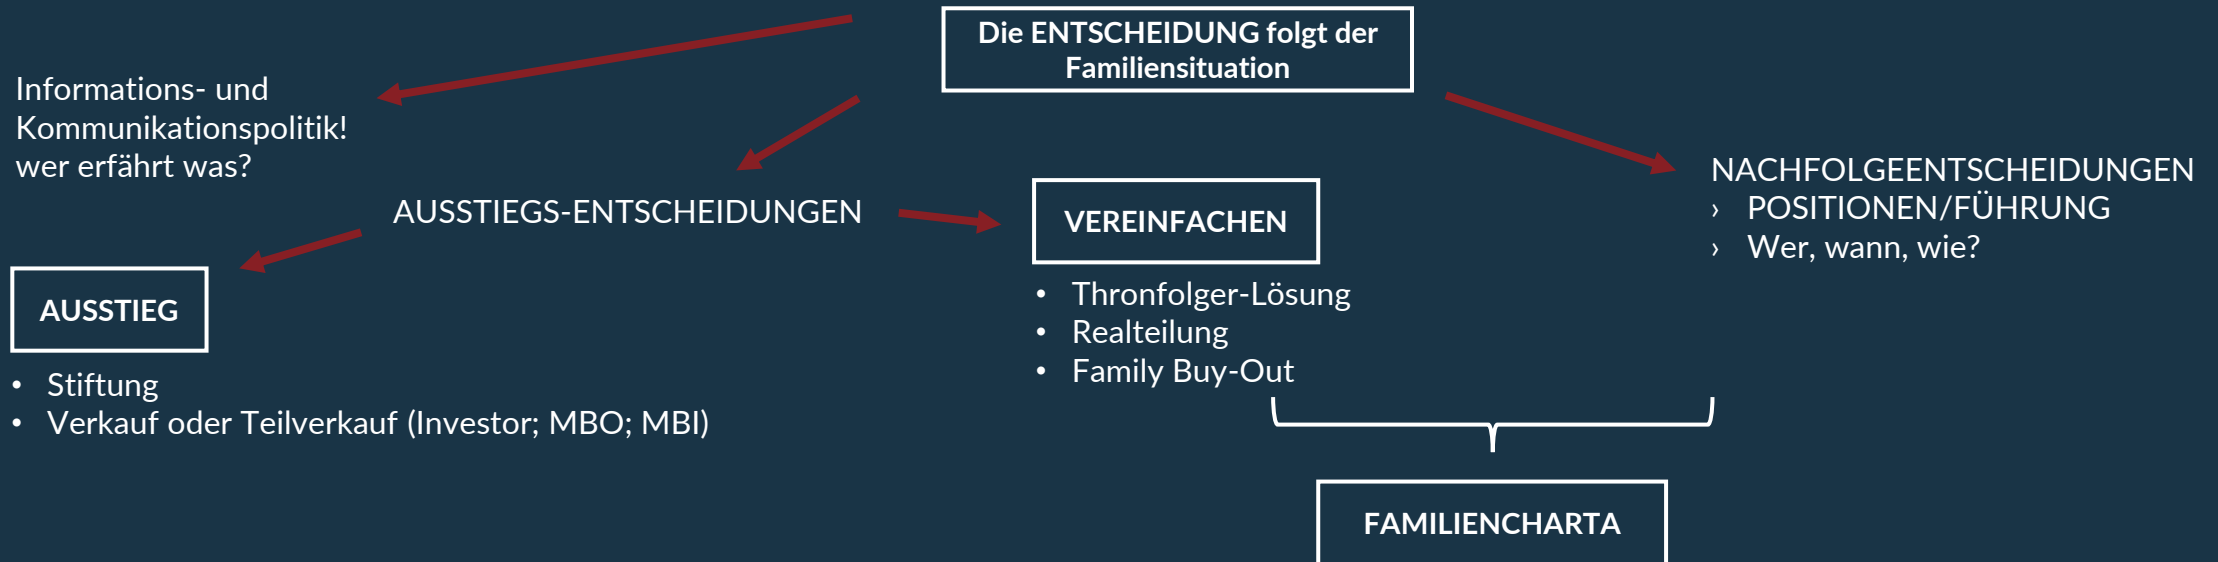 Die ENTSCHEIDUNG folgt der
Familiensituation
Informations- und
Kommunikationspolitik!
wer erfährt was?
AUSSTIEGS-ENTSCHEIDUNGEN
AUSSTIEG
• Stiftung
• Verkauf oder Teilverkauf (Investor; MBO; MBI)
VEREINFACHEN
• Thronfolger-Lösung
• Realteilung
• Family Buy-Out
NACHFOLGEENTSCHEIDUNGEN
› POSITIONEN/FÜHRUNG
› Wer, wann, wie?
FAMILIENCHARTA